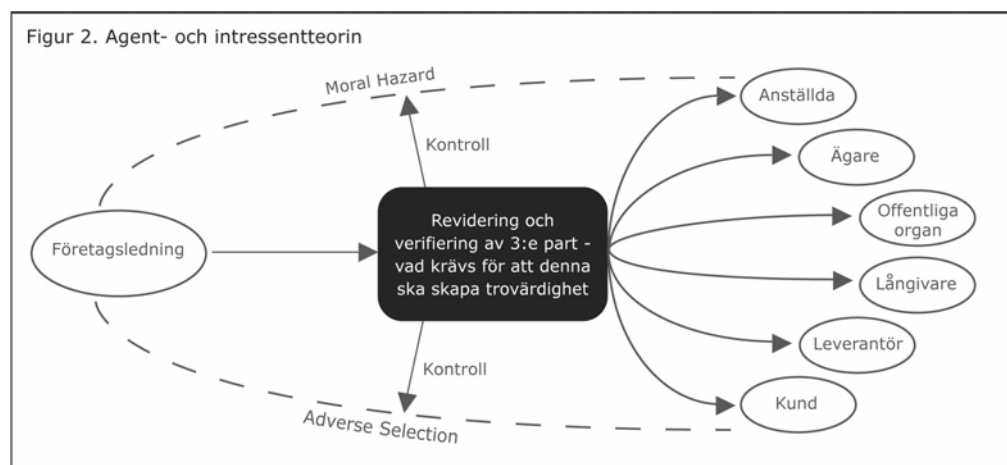 Figur 2. Agent- och intressentteorin
Moral Hazard
Anställda
Kontroll
Ägare
Revidering och
verifiering av 3:e part -
vad krävs för att denna
ska skapa trovärdighet
Offentliga
organ
Företagsledning
Långivare
Kontroll
Leverantör
Kund
Adverse Selection